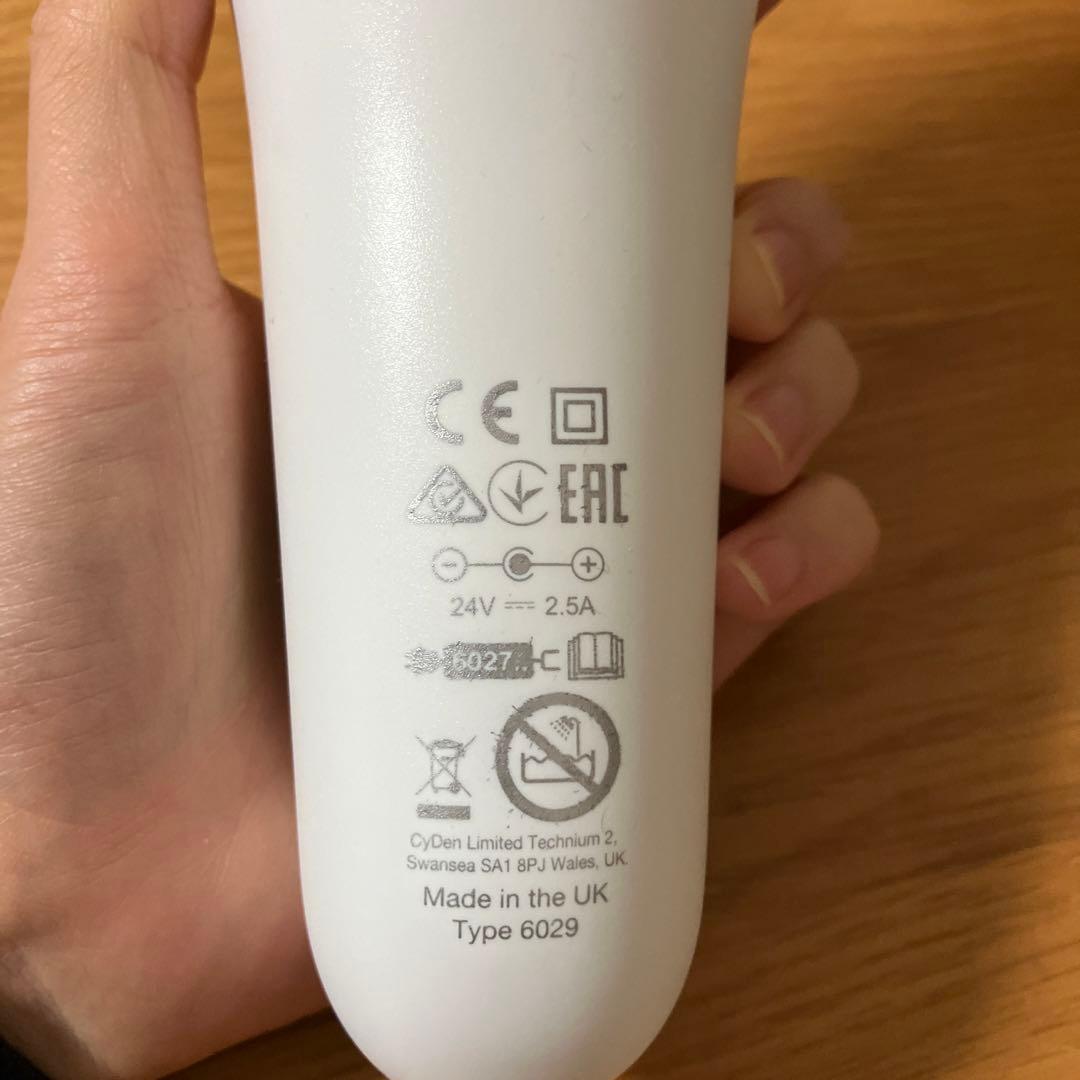 CE
EAC
- +
24V ⎓ 2.5A
6027..
CyDen Limited Technium 2,
Swansea SA1 8PJ Wales, UK.
Made in the UK
Type 6029